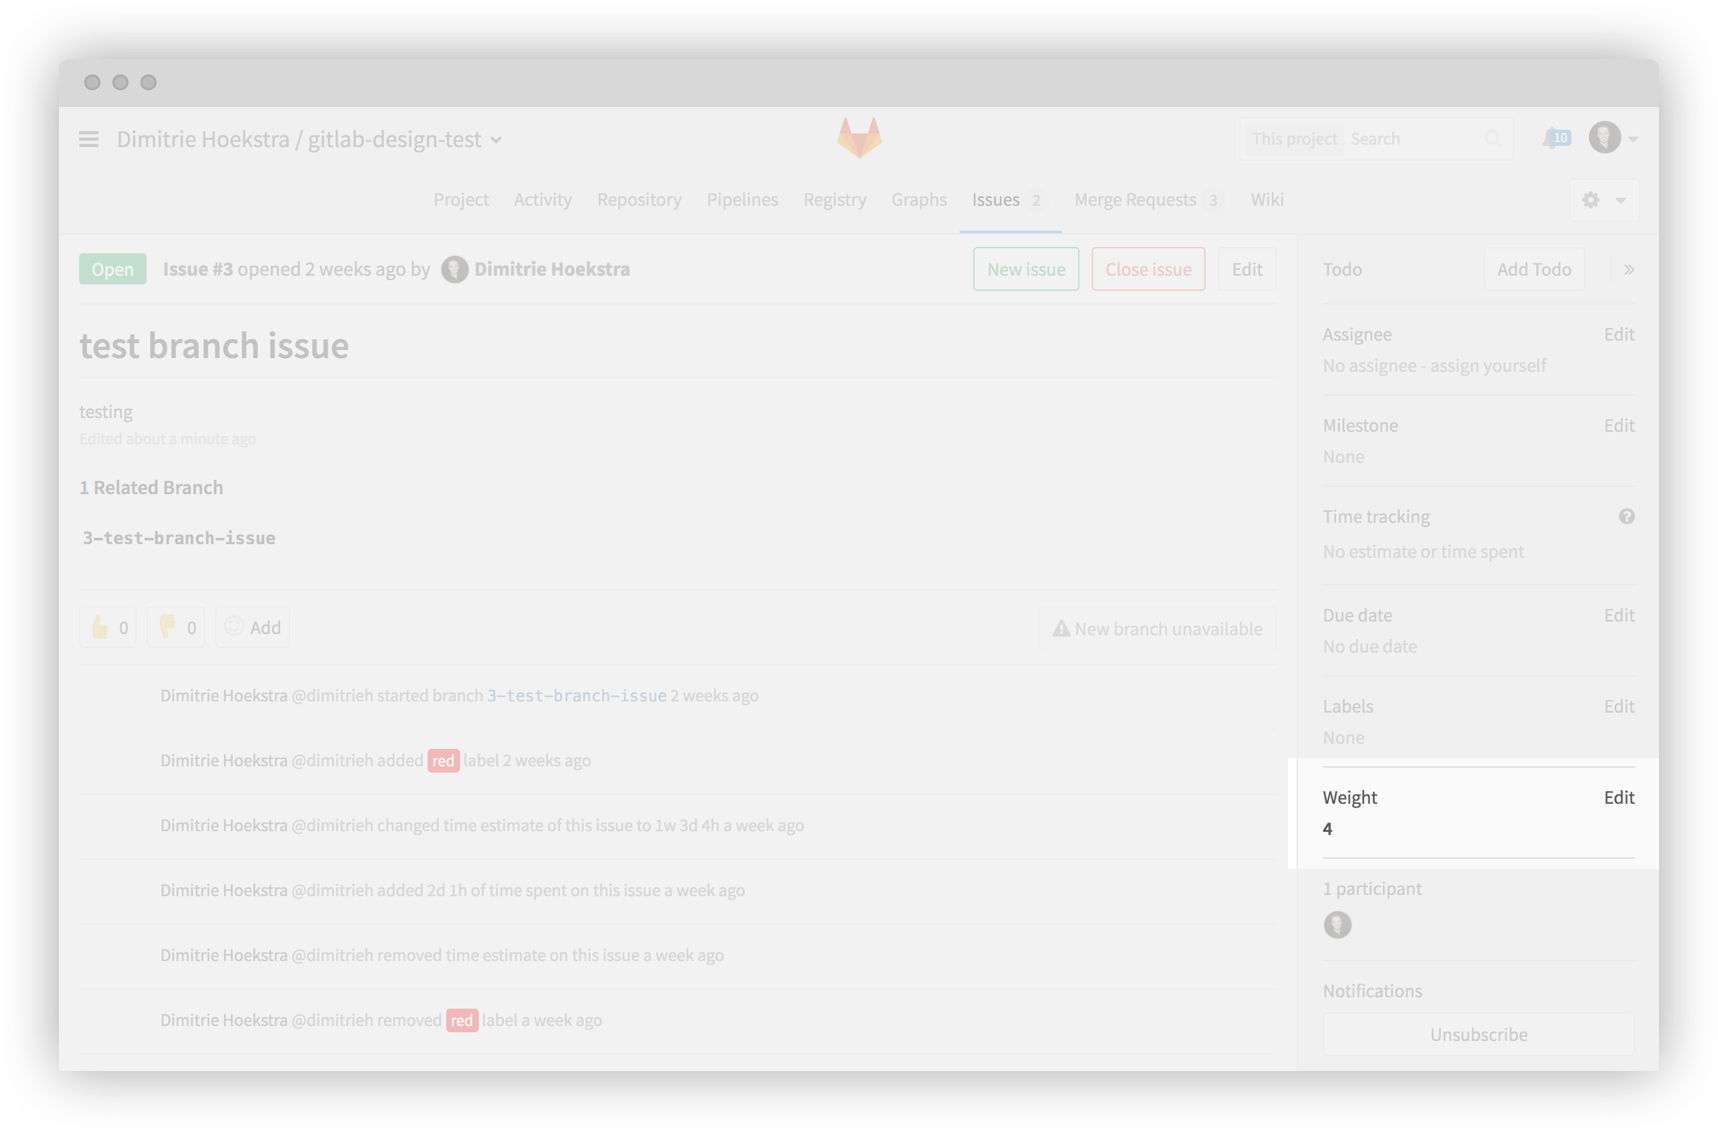 Dimitrie Hoekstra / gitlab-design-test
This project Search
10
Project Activity Repository Pipelines Registry Graphs Issues 2 Merge Requests 3 Wiki
Open Issue #3 opened 2 weeks ago by Dimitrie Hoekstra
New issue Close issue Edit
test branch issue
testing
Edited about a minute ago
1 Related Branch
3-test-branch-issue
0 0 Add
New branch unavailable
Dimitrie Hoekstra @dimitrieh started branch 3-test-branch-issue 2 weeks ago
Dimitrie Hoekstra @dimitrieh added red label 2 weeks ago
Dimitrie Hoekstra @dimitrieh changed time estimate of this issue to 1w 3d 4h a week ago
Dimitrie Hoekstra @dimitrieh added 2d 1h of time spent on this issue a week ago
Dimitrie Hoekstra @dimitrieh removed time estimate on this issue a week ago
Dimitrie Hoekstra @dimitrieh removed red label a week ago
Todo Add Todo »
Assignee Edit
No assignee - assign yourself
Milestone Edit
None
Time tracking ?
No estimate or time spent
Due date Edit
No due date
Labels Edit
None
Weight Edit
4
1 participant
Notifications
Unsubscribe